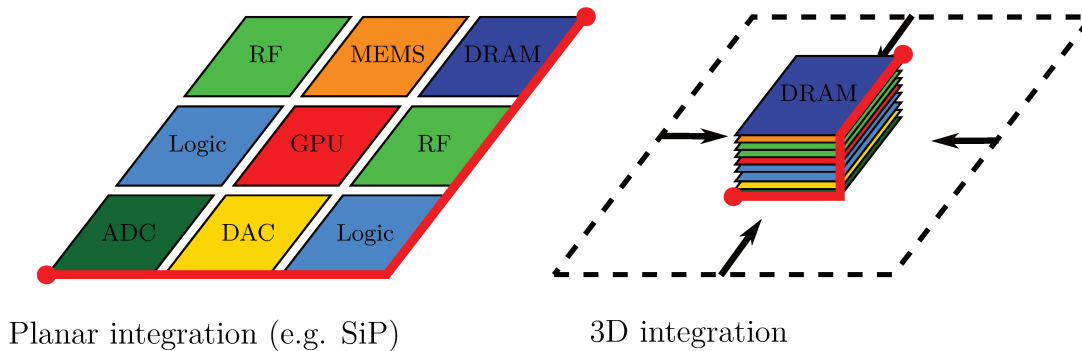 RF MEMS DRAM
Logic GPU RF
ADC DAC Logic
Planar integration (e.g. SiP)
DRAM
3D integration